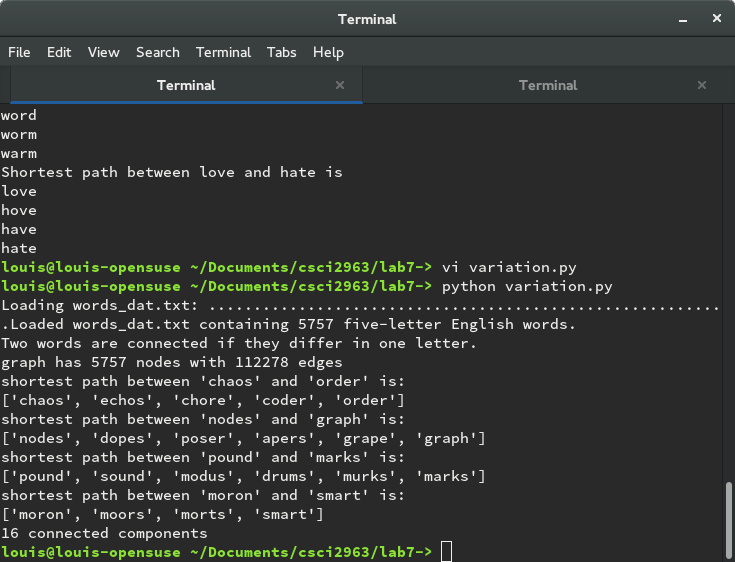 Terminal
File Edit View Search Terminal Tabs Help
Terminal Terminal
word
worm
warm
Shortest path between love and hate is
love
hove
have
hate
louis@louis-opensuse ~/Documents/csci2963/lab7-> vi variation.py
louis@louis-opensuse ~/Documents/csci2963/lab7-> python variation.py
Loading words_dat.txt: .........................................................
.Loaded words_dat.txt containing 5757 five-letter English words.
Two words are connected if they differ in one letter.
graph has 5757 nodes with 112278 edges
shortest path between 'chaos' and 'order' is:
['chaos', 'echos', 'chore', 'coder', 'order']
shortest path between 'nodes' and 'graph' is:
['nodes', 'dopes', 'poser', 'apers', 'grape', 'graph']
shortest path between 'pound' and 'marks' is:
['pound', 'sound', 'modus', 'drums', 'murks', 'marks']
shortest path between 'moron' and 'smart' is:
['moron', 'moors', 'morts', 'smart']
16 connected components
louis@louis-opensuse ~/Documents/csci2963/lab7->